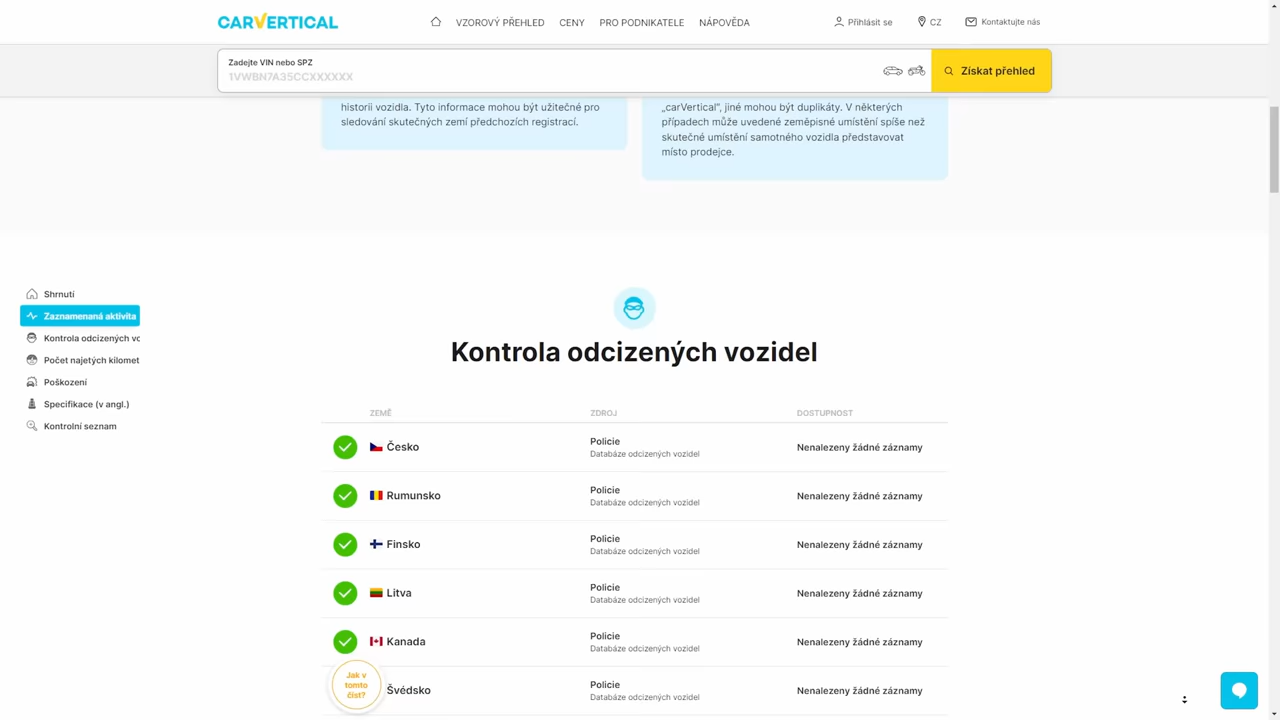 CARVERTICAL
VZOROVÝ PŘEHLED
CENY
PRO PODNIKATELE
NÁPOVĚDA
Přihlásit se
CZ
Kontaktujte nás
Zadejte VIN nebo SPZ
1VWBN7A35CCXXXXXX
Získat přehled
historii vozidla. Tyto informace mohou být užitečné pro
sledování skutečných zemí předchozích registrací.
„carVertical", jiné mohou být duplikáty. V některých
případech může uvedené zeměpisné umístění spíše než
skutečné umístění samotného vozidla představovat
místo prodejce.
Shrnutí
Zaznamenaná aktivita
Kontrola odcizených vo
Počet najetých kilomet
Poškození
Specifikace (v angl.)
Kontrolní seznam
Kontrola odcizených vozidel
ZEMĚ ZDROJ DOSTUPNOST
Česko Policie Nenalezeny žádné záznamy
Databáze odcizených vozidel
Rumunsko Policie Nenalezeny žádné záznamy
Databáze odcizených vozidel
Finsko Policie Nenalezeny žádné záznamy
Databáze odcizených vozidel
Litva Policie Nenalezeny žádné záznamy
Databáze odcizených vozidel
Kanada Policie Nenalezeny žádné záznamy
Databáze odcizených vozidel
Švédsko Policie Nenalezeny žádné záznamy
Databáze odcizených vozidel
Jak v
tomto
číst?